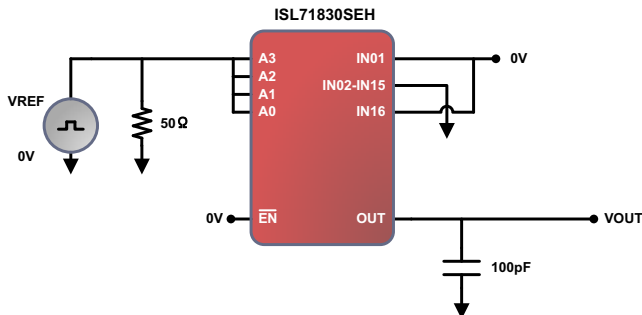 ISL71830SEH
A3
IN01
0V
A2
IN02-IN15
A1
VREF
A0
IN16
50Ω
0V
0V
EN
OUT
VOUT
100pF